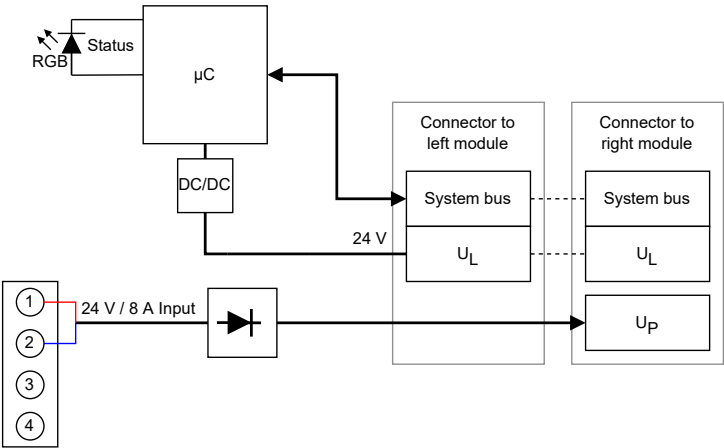 Status
RGB
µC
Connector to
left module
Connector to
right module
DC/DC
System bus
System bus
24 V
UL
UL
1
24 V / 8 A Input
UP
2
3
4